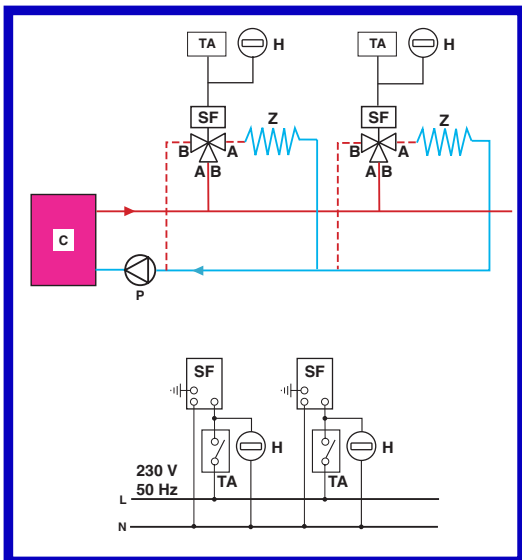 TA H TA H
SF SF
Z Z
B A B A
A B A B
C
P
SF SF
H H
TA TA
230 V
50 Hz
L
N